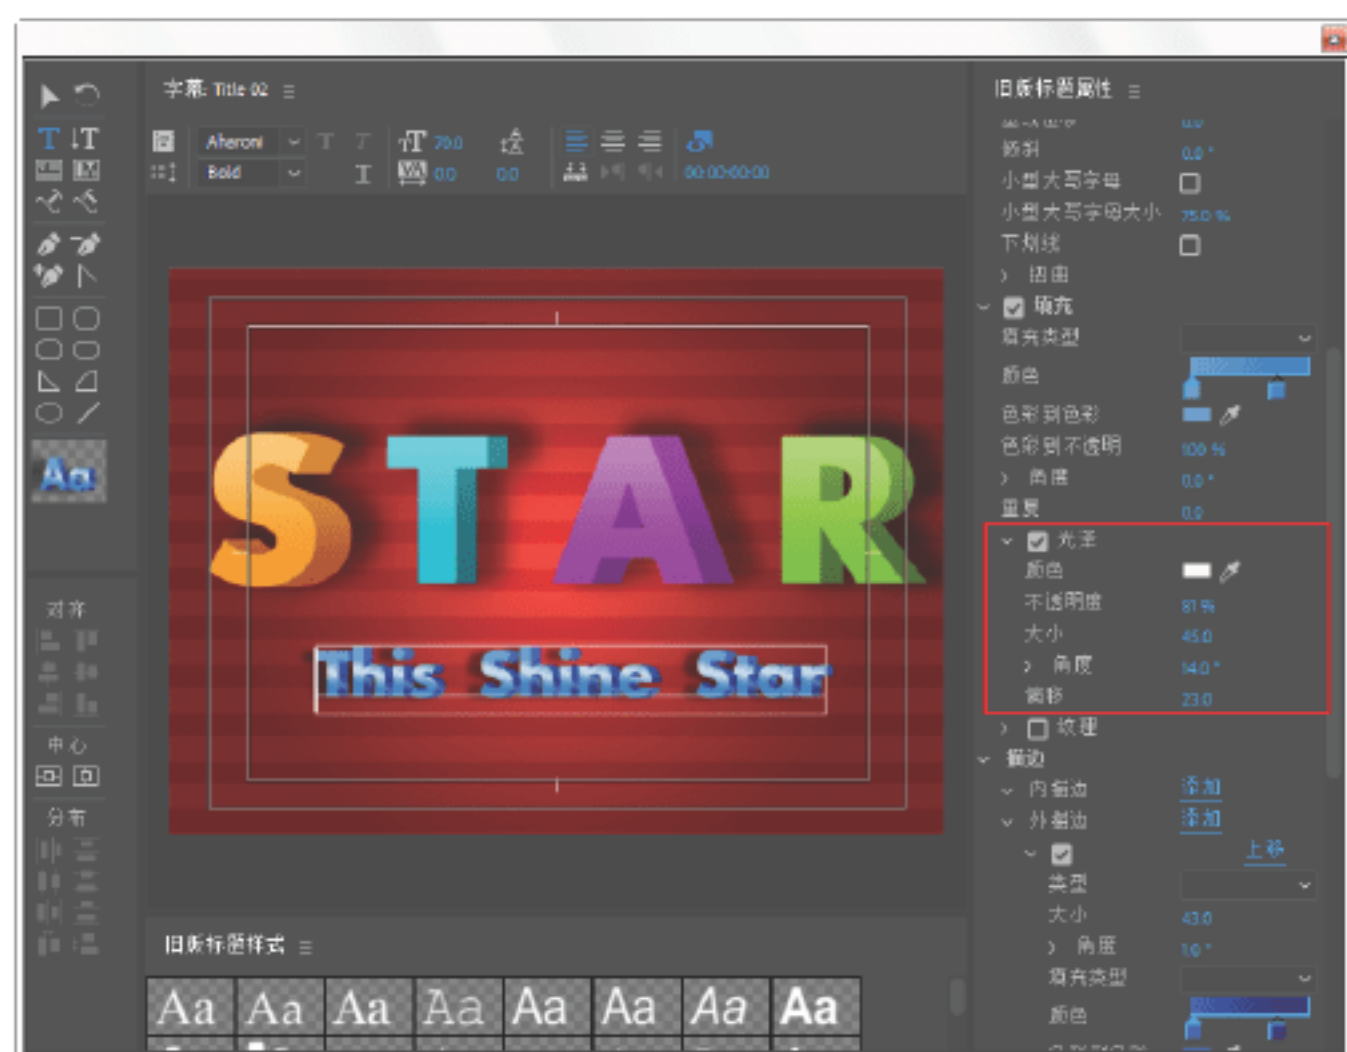 字幕: Title 02
Aharoni
70.0
Bold
0.0
0.0
00:00:00:00
Aa
对齐
中心
分布
STAR
This Shine Star
旧版标题样式
Aa Aa Aa Aa Aa Aa Aa Aa
旧版标题属性
0.0
倾斜 0.0 °
小型大写字母
小型大写字母大小 75.0 %
下划线
扭曲
填充
填充类型
颜色
色彩到色彩
色彩到不透明 100 %
角度 0.0 °
重复 0.0
光泽
颜色
不透明度 81 %
大小 45.0
角度 14.0 °
偏移 23.0
纹理
描边
内描边 添加
外描边 添加
上移
类型
大小 43.0
角度 1.0 °
填充类型
颜色